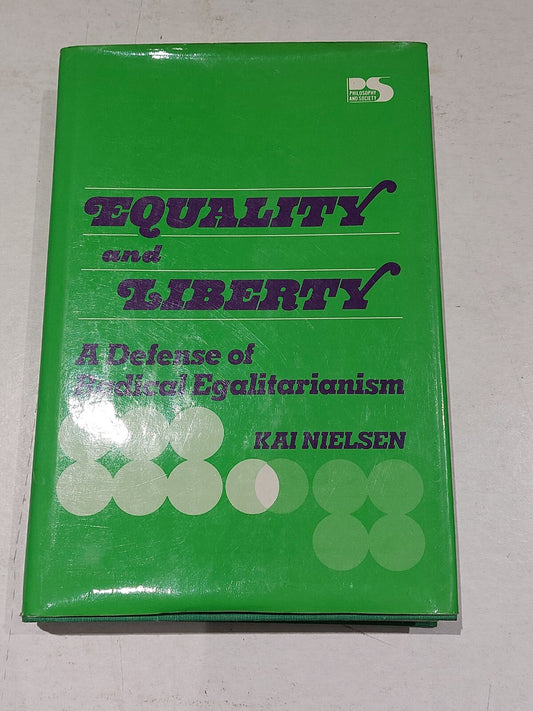 PS
PHILOSOPHY
AND SOCIETY
EQUALITY
and
LIBERTY
A Defense of
Radical Egalitarianism
KAI NIELSEN